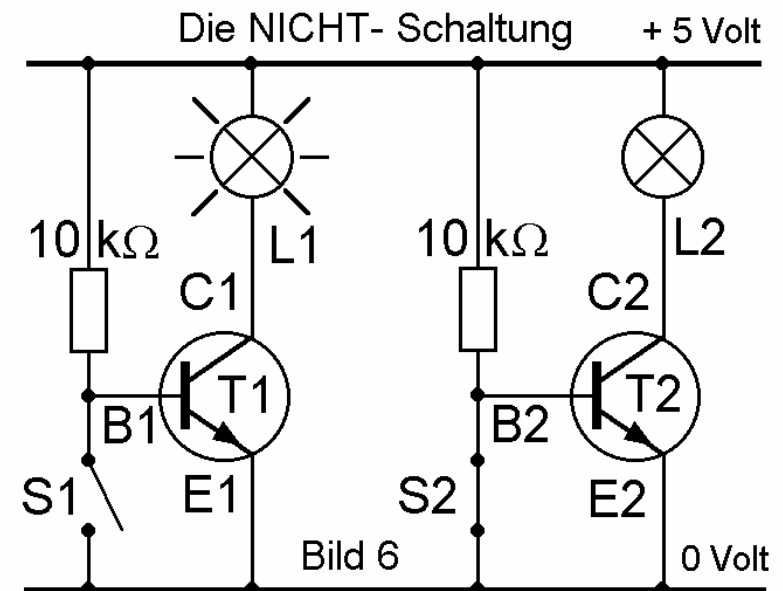 Die NICHT- Schaltung + 5 Volt
10 kΩ L1 10 kΩ L2
C1 C2
T1 T2
B1 B2
S1 E1 S2 E2
Bild 6 0 Volt